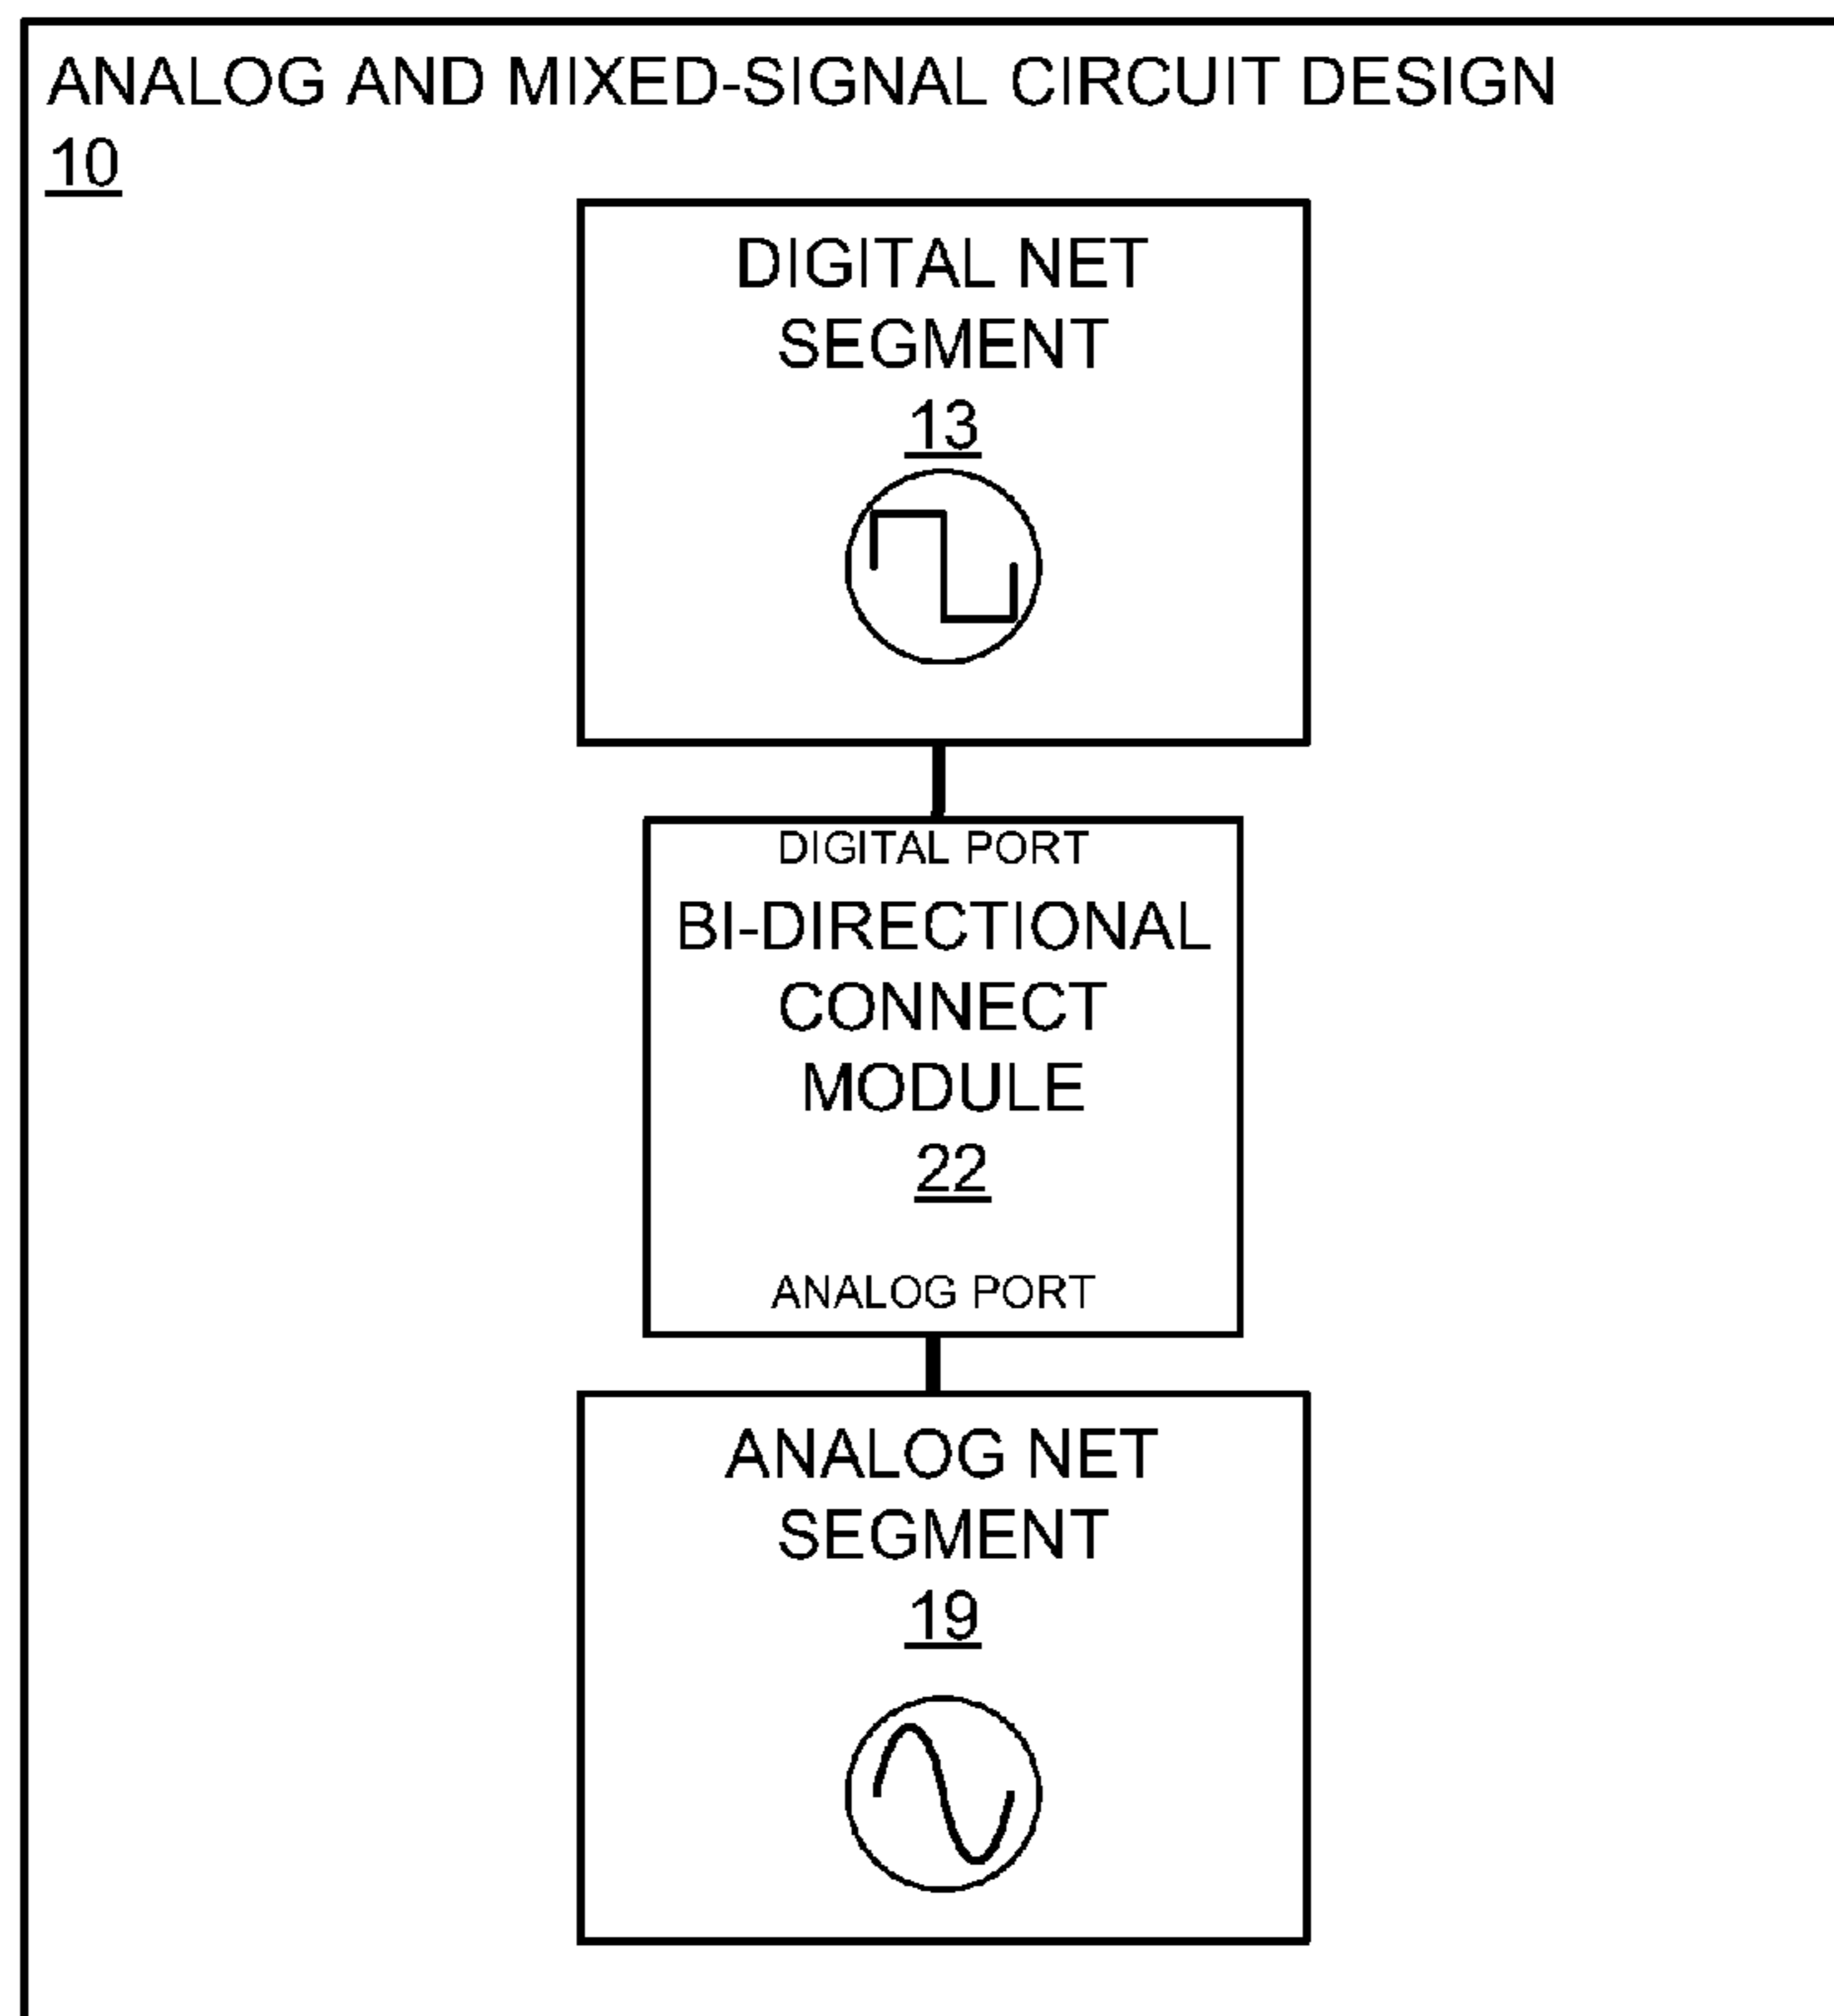 ANALOG AND MIXED-SIGNAL CIRCUIT DESIGN
10
DIGITAL NET
SEGMENT
13
DIGITAL PORT
BI-DIRECTIONAL
CONNECT
MODULE
22
ANALOG PORT
ANALOG NET
SEGMENT
19